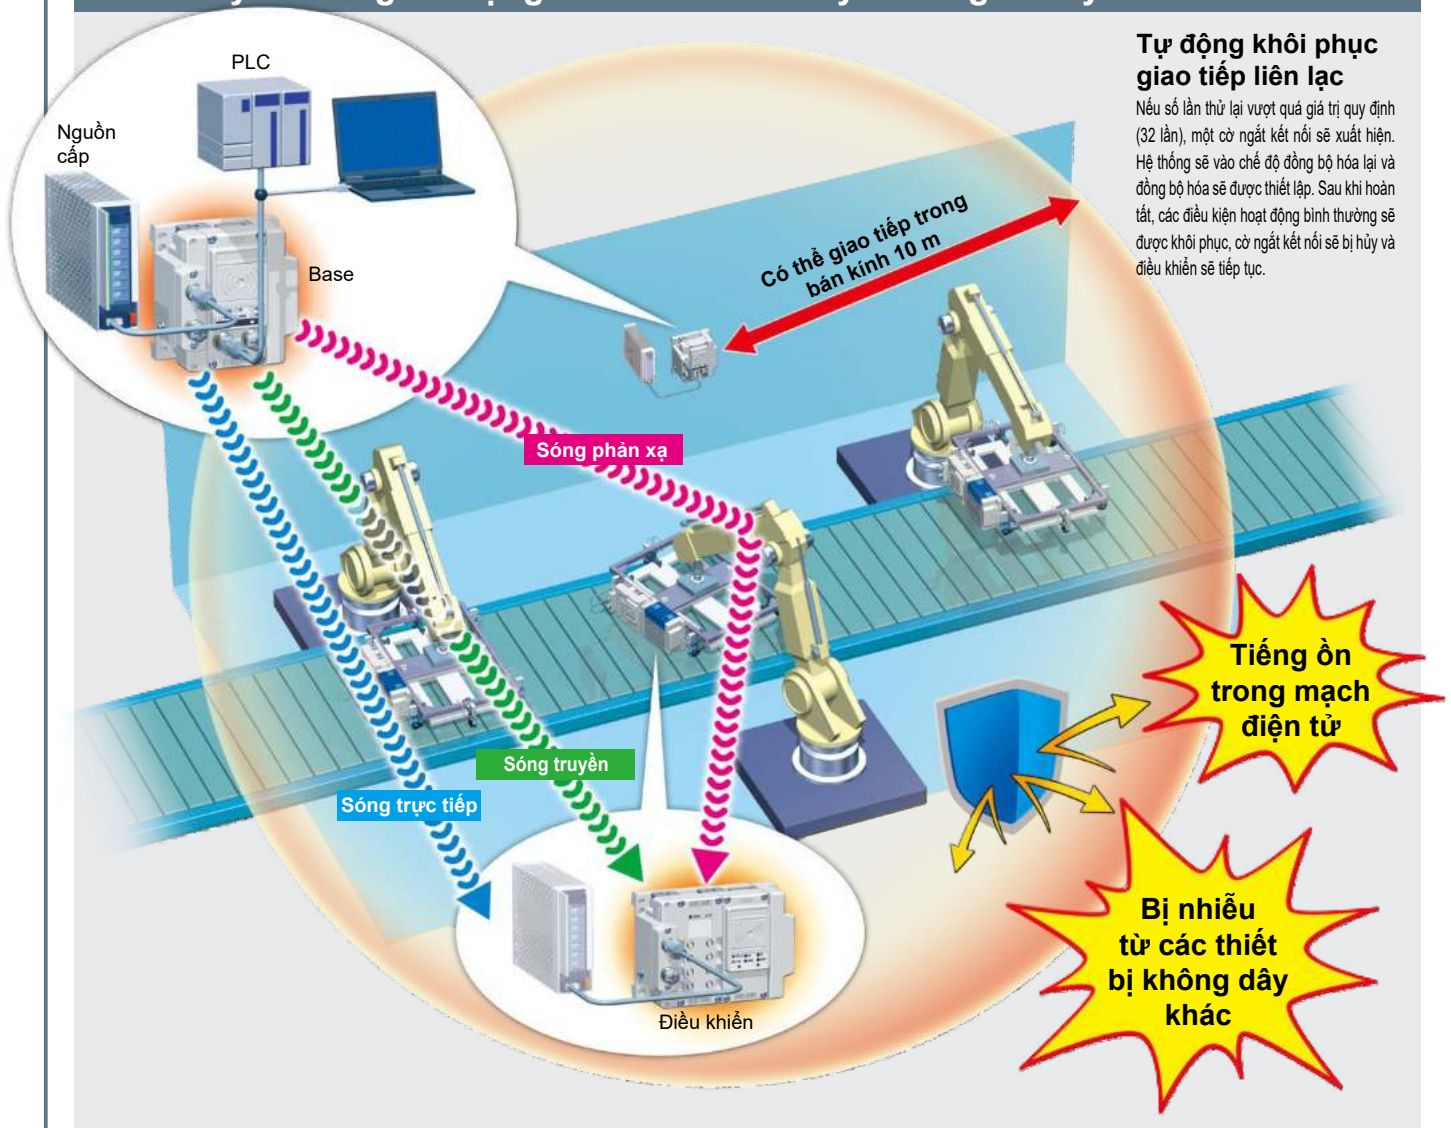 PLC
Nguồn
cấp
Base
Tự động khôi phục
giao tiếp liên lạc
Nếu số lần thử lại vượt quá giá trị quy định
(32 lần), một cờ ngắt kết nối sẽ xuất hiện.
Hệ thống sẽ vào chế độ đồng bộ hóa lại và
đồng bộ hóa sẽ được thiết lập. Sau khi hoàn
tất, các điều kiện hoạt động bình thường sẽ
được khôi phục, cờ ngắt kết nối sẽ bị hủy và
điều khiển sẽ tiếp tục.
Có thể giao tiếp trong
bán kính 10 m
Sóng phản xạ
Sóng truyền
Sóng trực tiếp
Tiếng ồn
trong mạch
điện tử
Bị nhiễu
từ các thiết
bị không dây
khác
Điều khiển